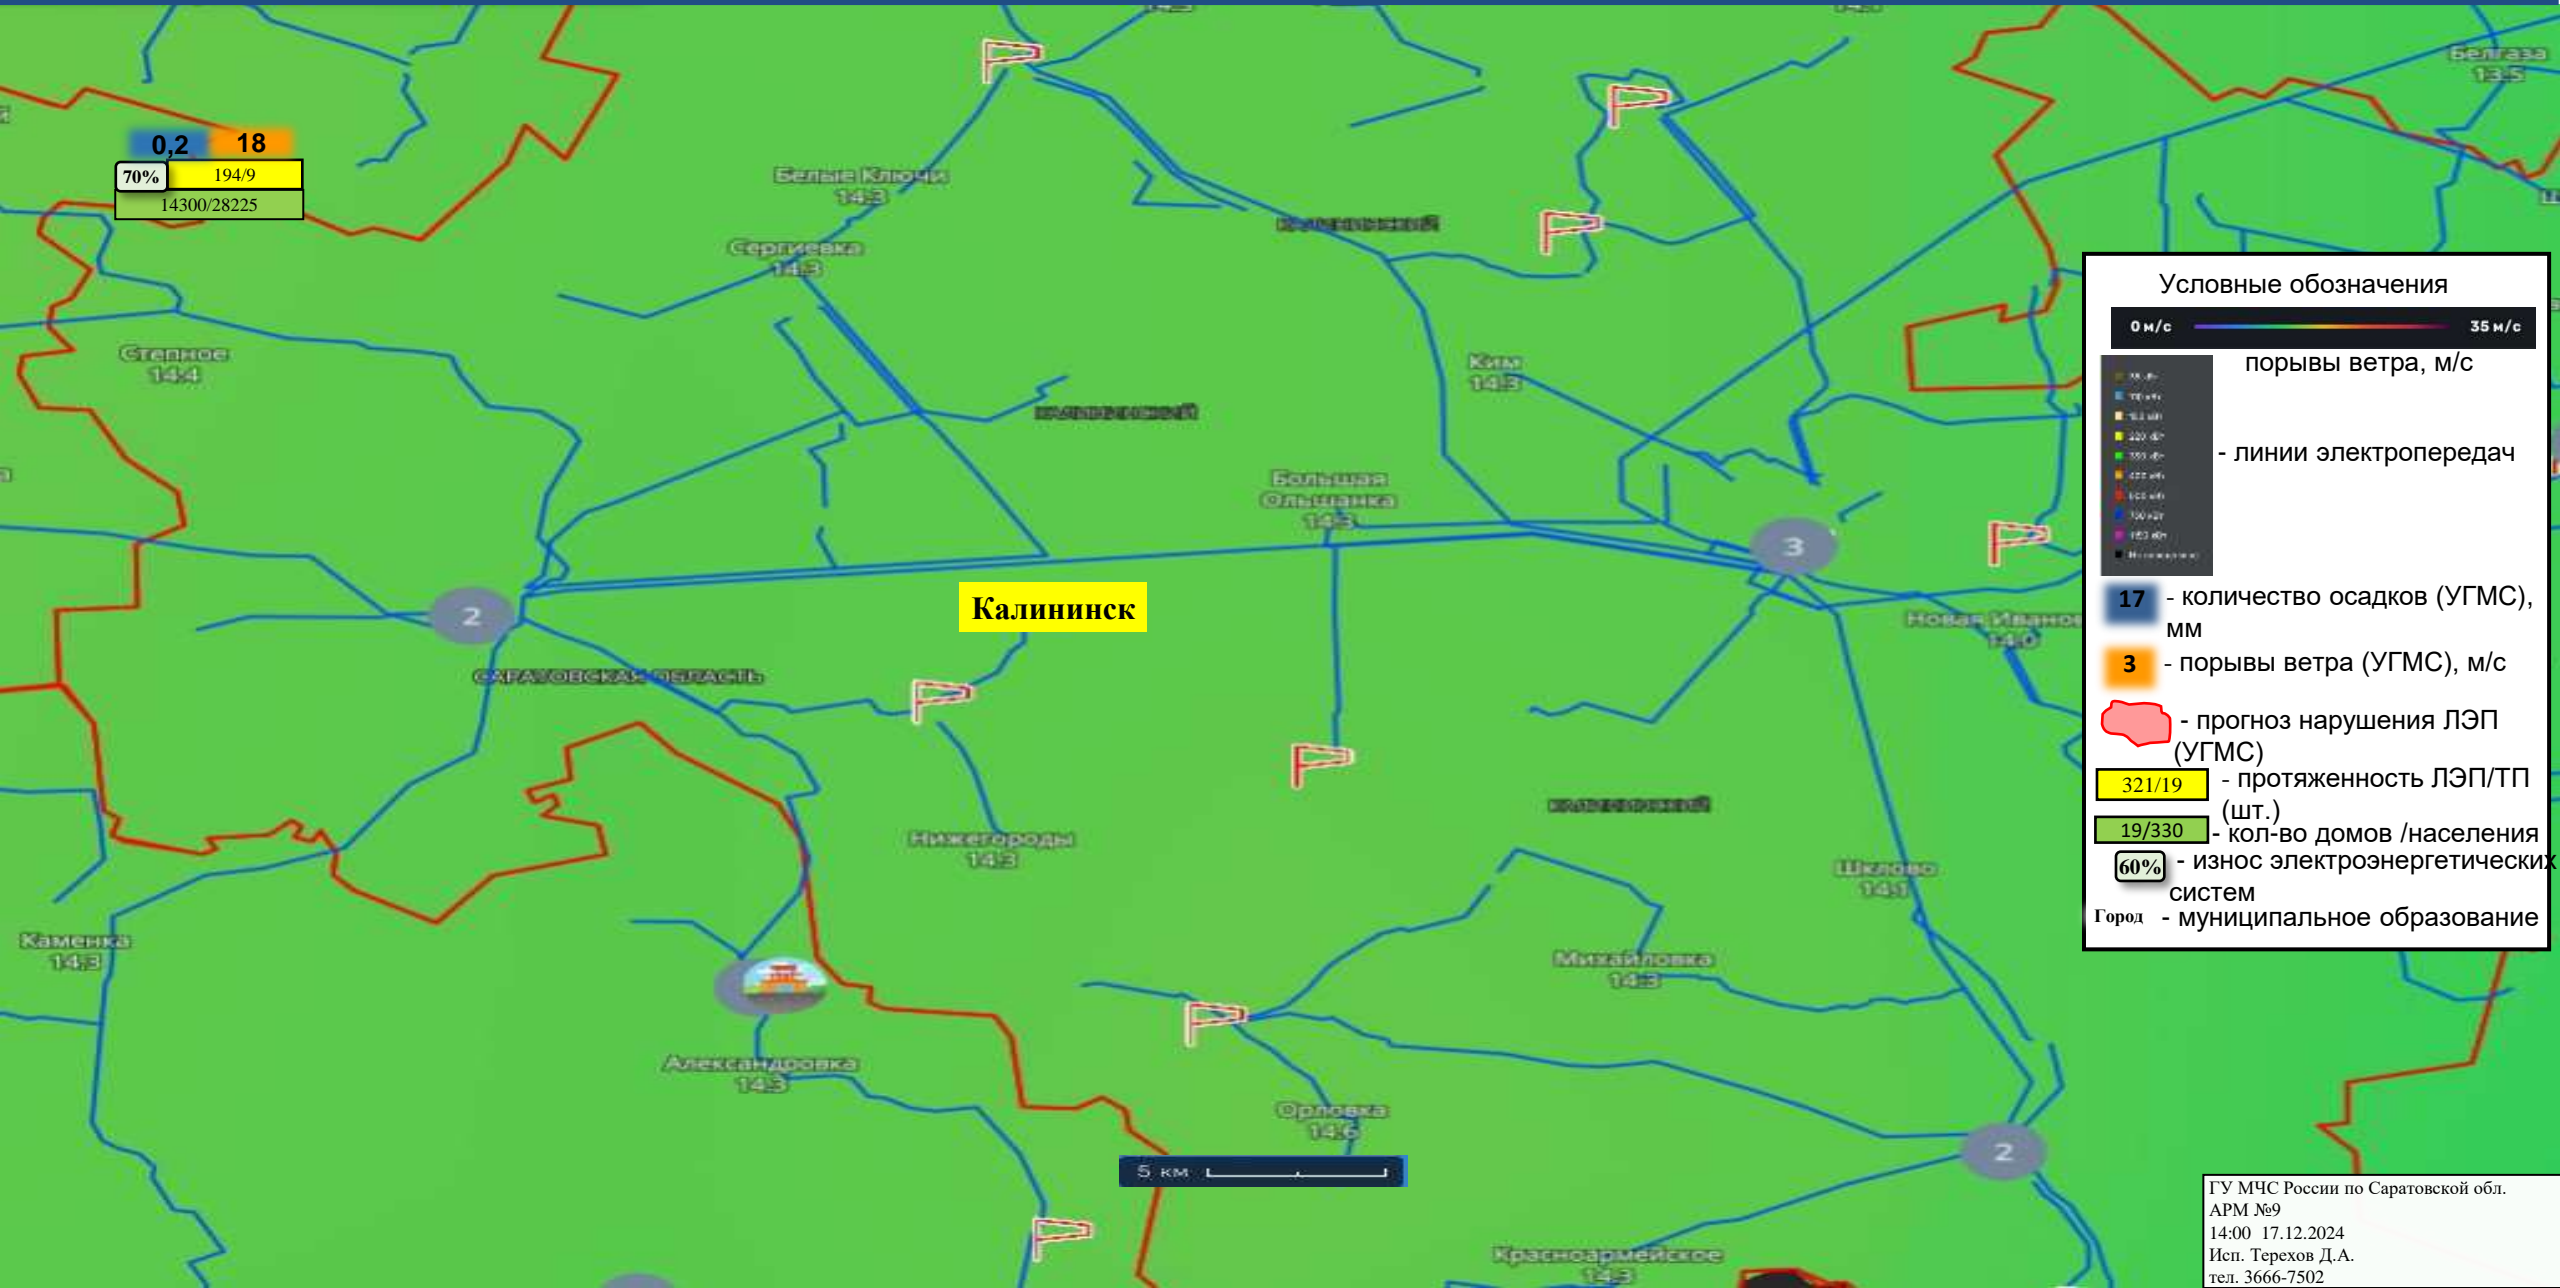 Белгаза
13.5
0,2 18
70% 194/9
14300/28225
Белые Ключи
14.3
КАЛИНИНСКИЙ
Сергиевка
14.3
Степное
14.4
Ким
14.3
КАЛИНИНСКИЙ
Большая
Ольшанка
14.3
2
3
Калининск
САРАТОВСКАЯ ОБЛАСТЬ
14.0
КАЛИНИНСКИЙ
Нижегороды
14.3
Шклово
14.1
Каменка
14.3
Михайловка
14.3
Александровка
14.3
Орловка
14.6
2
5 км
Красноармейское
14.3
Условные обозначения
0 м/с 35 м/с
порывы ветра, м/с
- линии электропередач
17 - количество осадков (УГМС),
мм
3 - порывы ветра (УГМС), м/с
- прогноз нарушения ЛЭП
(УГМС)
321/19 - протяженность ЛЭП/ТП
(шт.)
19/330 - кол-во домов /населения
60% - износ электроэнергетических
систем
Город - муниципальное образование
ГУ МЧС России по Саратовской обл.
АРМ №9
14:00 17.12.2024
Исп. Терехов Д.А.
тел. 3666-7502